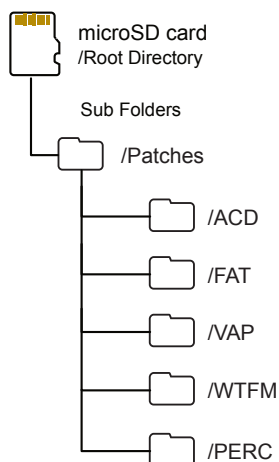 microSD card
/Root Directory
Sub Folders
/Patches
/ACD
/FAT
/VAP
/WTFM
/PERC